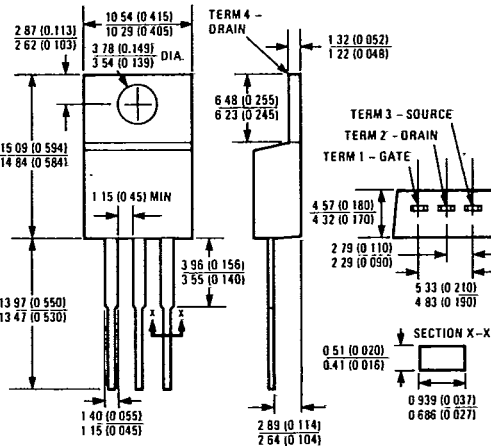 10 54 (0 415)
10 29 (0 405)
2 87 (0.113)
2 62 (0 103)
3 78 (0.149)
3 54 (0 139)
DIA.
TERM 4 -
DRAIN
1 32 (0 052)
1 22 (0 048)
6 48 (0 255)
6 23 (0 245)
15 09 (0 594)
14 84 (0 584)
1 15 (0 45) MIN
TERM 3 - SOURCE
TERM 2 - DRAIN
TERM 1 - GATE
4 57 (0 180)
4 32 (0 170)
2 79 (0 110)
2 29 (0 090)
5 33 (0 210)
4 83 (0 190)
3 96 (0 156)
3 55 (0 140)
13 97 (0 550)
13 47 (0 530)
X X
SECTION X-X
0 51 (0 020)
0.41 (0 016)
0 939 (0 037)
0 686 (0 027)
1 40 (0 055)
1 15 (0 045)
2 89 (0 114)
2 64 (0 104)